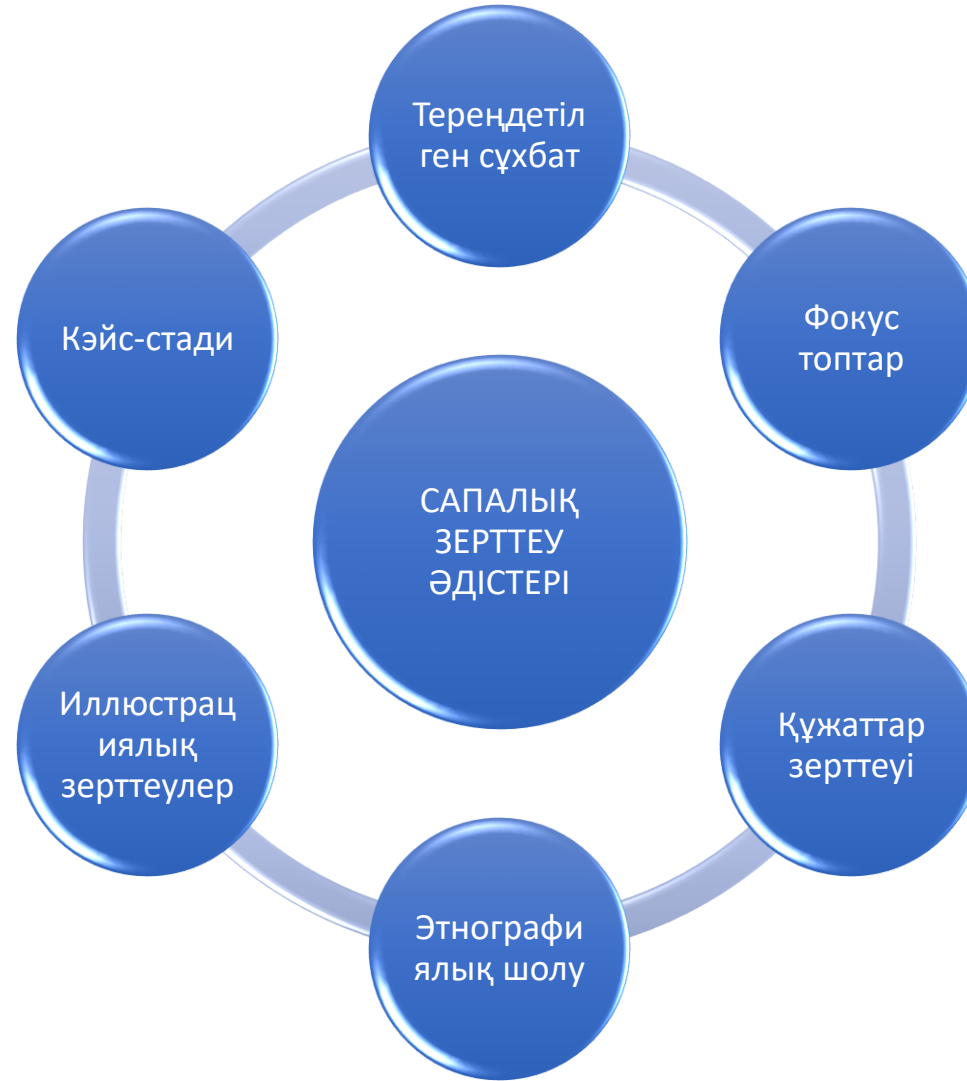 Тереңдетіл
ген сұхбат
Фокус
топтар
Құжаттар
зерттеуі
Этнографи
ялық шолу
Иллюстрац
иялық
зерттеулер
Кэйс-стади
САПАЛЫҚ
ЗЕРТТЕУ
ӘДІСТЕРІ